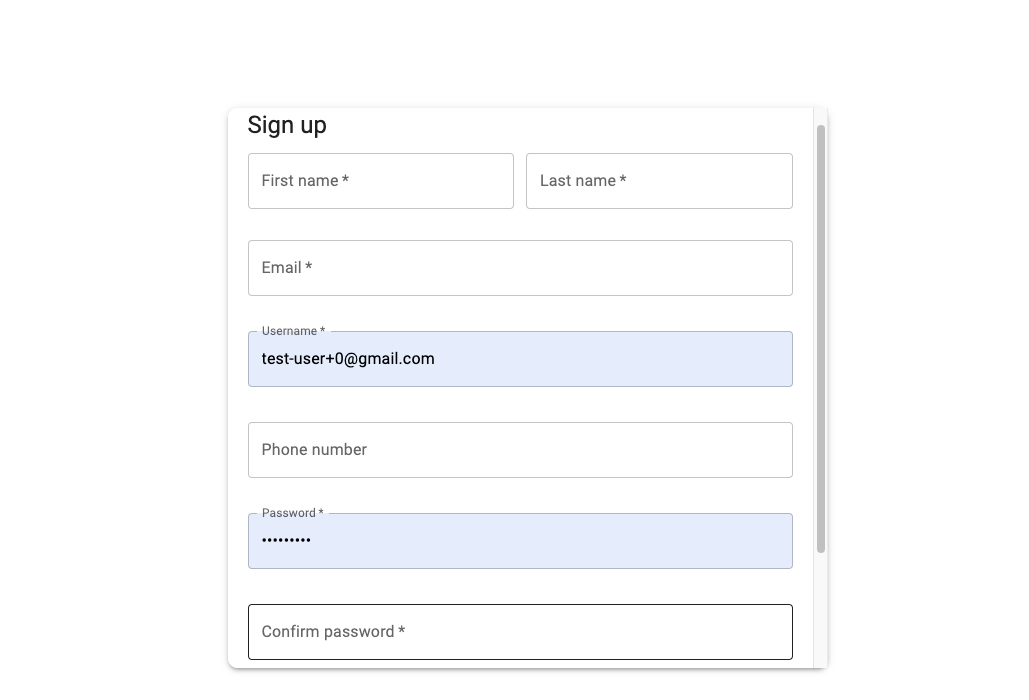 Sign up
First name *
Last name *
Email *
Username *
test-user+0@gmail.com
Phone number
Password *
•••••••••
Confirm password *